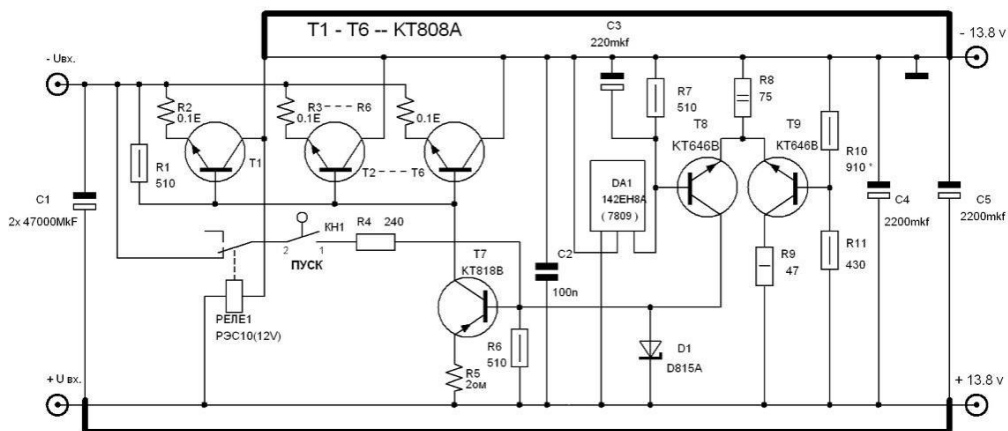 T1 - T6 -- KT808A
C3
220mkf
- 13.8 v
- Uвх.
R2
0.1E
R3 - - - - R6
0.1E
0.1E
R7
510
R8
75
T8
T9
KT646B
KT646B
R1
510
T1
T2 - - - - T6
R10
910 *
C1
2x 47000MkF
DA1
142EH8A
( 7809 )
C4
2200mkf
C5
2200mkf
КН1
R4 240
2
1
ПУСК
T7
KT818B
C2
100n
R9
47
R11
430
РЕЛЕ1
РЭС10(12V)
R6
510
D1
D815A
R5
2ом
+ U вх.
+ 13.8 v